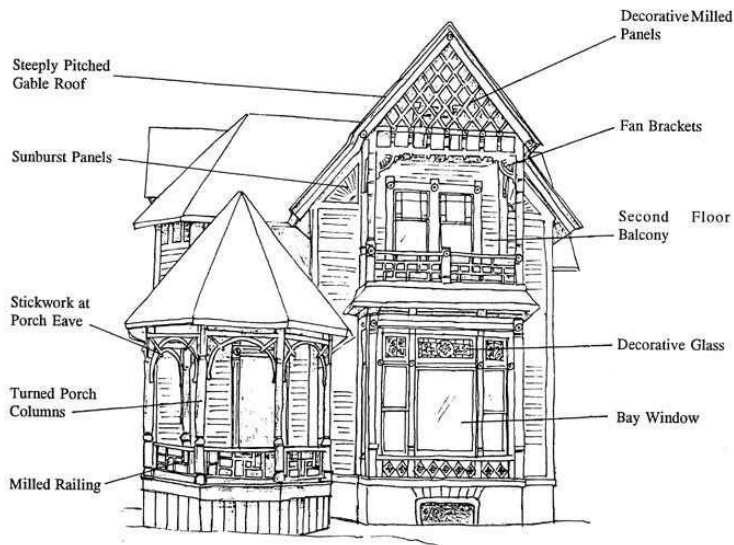 Decorative Milled
Panels
Steeply Pitched
Gable Roof
Fan Brackets
Sunburst Panels
Second Floor
Balcony
Stickwork at
Porch Eave
Decorative Glass
Turned Porch
Columns
Bay Window
Milled Railing